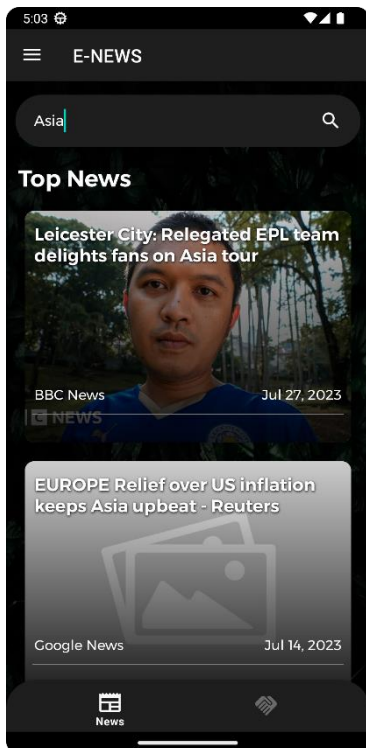 5:03
E-NEWS
Asia
Top News
Leicester City: Relegated EPL team
delights fans on Asia tour
BBC News
Jul 27, 2023
NEWS
EUROPE Relief over US inflation
keeps Asia upbeat - Reuters
Google News
Jul 14, 2023
News